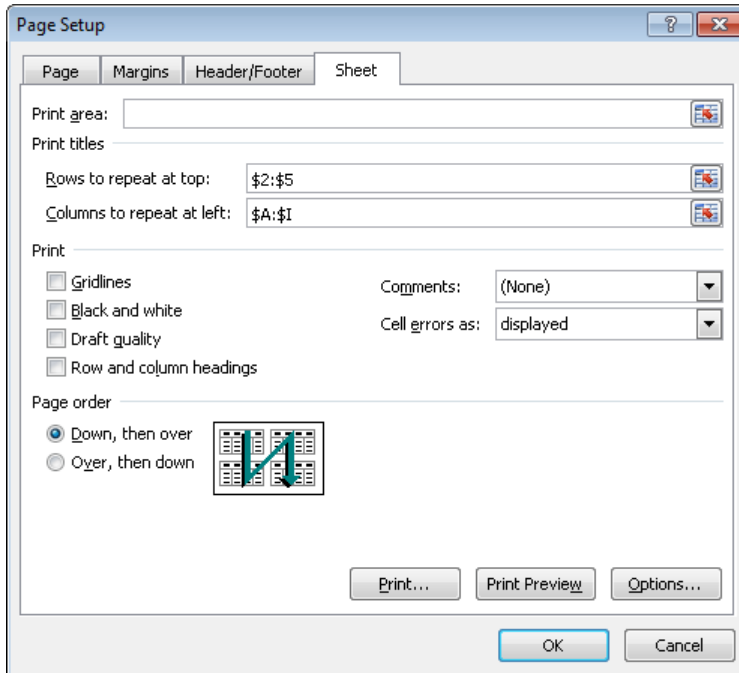 Page Setup
Page Margins Header/Footer Sheet
Print area:
Print titles
Rows to repeat at top: $2:$5
Columns to repeat at left: $A:$I
Print
Gridlines Comments: (None)
Black and white Cell errors as: displayed
Draft quality
Row and column headings
Page order
Down, then over
Over, then down
Print... Print Preview Options...
OK Cancel